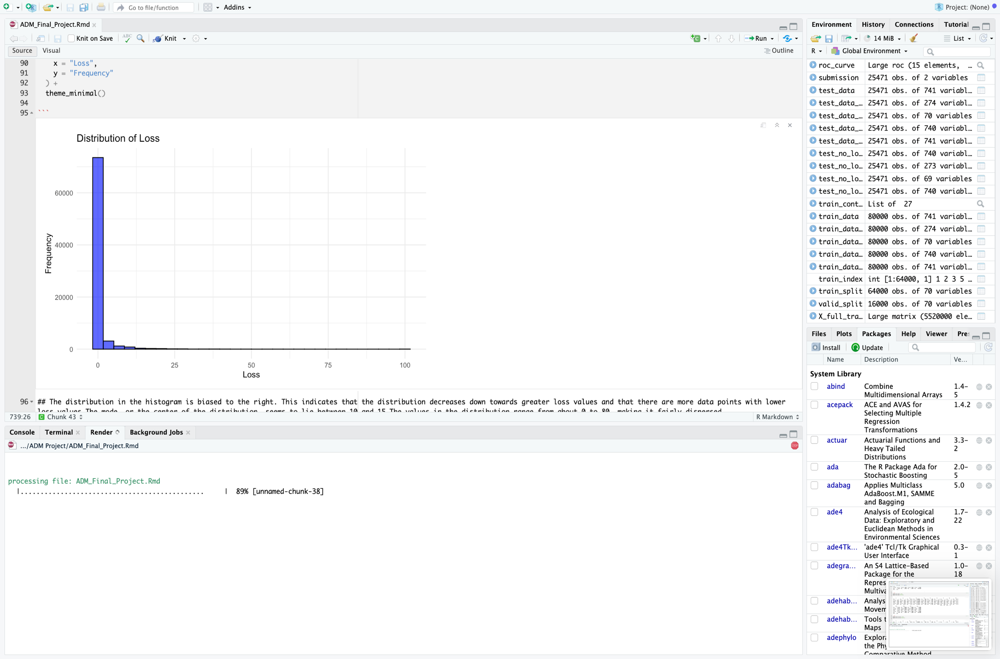 Go to file/function
Addins
Project: (None)
ADM_Final_Project.Rmd
Knit on Save
ABC
Knit
Run
Source
Visual
Outline
90 x = "Loss",
91 y = "Frequency"
92 ) +
93 theme_minimal()
94
95 ```
Distribution of Loss
60000
40000
20000
0
Frequency
0 25 50 75 100
Loss
96 ## The distribution in the histogram is biased to the right. This indicates that the distribution decreases down towards greater loss values and that there are more data points with lower
loss values The mode, or the center of the distribution, seems to lie between 10 and 15 The values in the distribution range from about 0 to 80, making it fairly dispersed
739:26
C Chunk 43
R Markdown
Console
Terminal
Render
Background Jobs
.../ADM Project/ADM_Final_Project.Rmd
STOP
processing file: ADM_Final_Project.Rmd
|.............................................. | 89% [unnamed-chunk-38]
Environment
History
Connections
Tutorial
14 MiB
List
R
Global Environment
roc_curve Large roc (15 elements, …
submission 25471 obs. of 2 variables
test_data 25471 obs. of 741 variabl…
test_data_… 25471 obs. of 274 variabl…
test_data_… 25471 obs. of 70 variables
test_data_… 25471 obs. of 740 variabl…
test_data_… 25471 obs. of 741 variabl…
test_no_lo… 25471 obs. of 740 variabl…
test_no_lo… 25471 obs. of 273 variabl…
test_no_lo… 25471 obs. of 69 variables
test_no_lo… 25471 obs. of 740 variabl…
train_cont… List of 27
train_data 80000 obs. of 741 variabl…
train_data… 80000 obs. of 274 variabl…
train_data… 80000 obs. of 70 variables
train_data… 80000 obs. of 740 variabl…
train_data… 80000 obs. of 741 variabl…
train_index int [1:64000, 1] 1 2 3 5 …
train_split 64000 obs. of 70 variables
valid_split 16000 obs. of 70 variables
X_full_tra… Large matrix (5520000 ele…
Files
Plots
Packages
Help
Viewer
Pres
Install
Update
Name Description Ve…
System Library
abind Combine 1.4-
Multidimensional Arrays 5
acepack ACE and AVAS for 1.4.2
Selecting Multiple
Regression
Transformations
actuar Actuarial Functions and 3.3-
Heavy Tailed 2
Distributions
ada The R Package Ada for 2.0-
Stochastic Boosting 5
adabag Applies Multiclass 5.0
AdaBoost.M1, SAMME
and Bagging
ade4 Analysis of Ecological 1.7-
Data: Exploratory and 22
Euclidean Methods in
Environmental Sciences
ade4Tk… 'ade4' Tcl/Tk Graphical 0.3-
User Interface 1
adegra… An S4 Lattice-Based 1.0-
Package for the 18
Repres
Multiva
adehab… Analys
Movem
adehab… Tools t
Maps
adephylo Explora
the Phy
Comparative Method